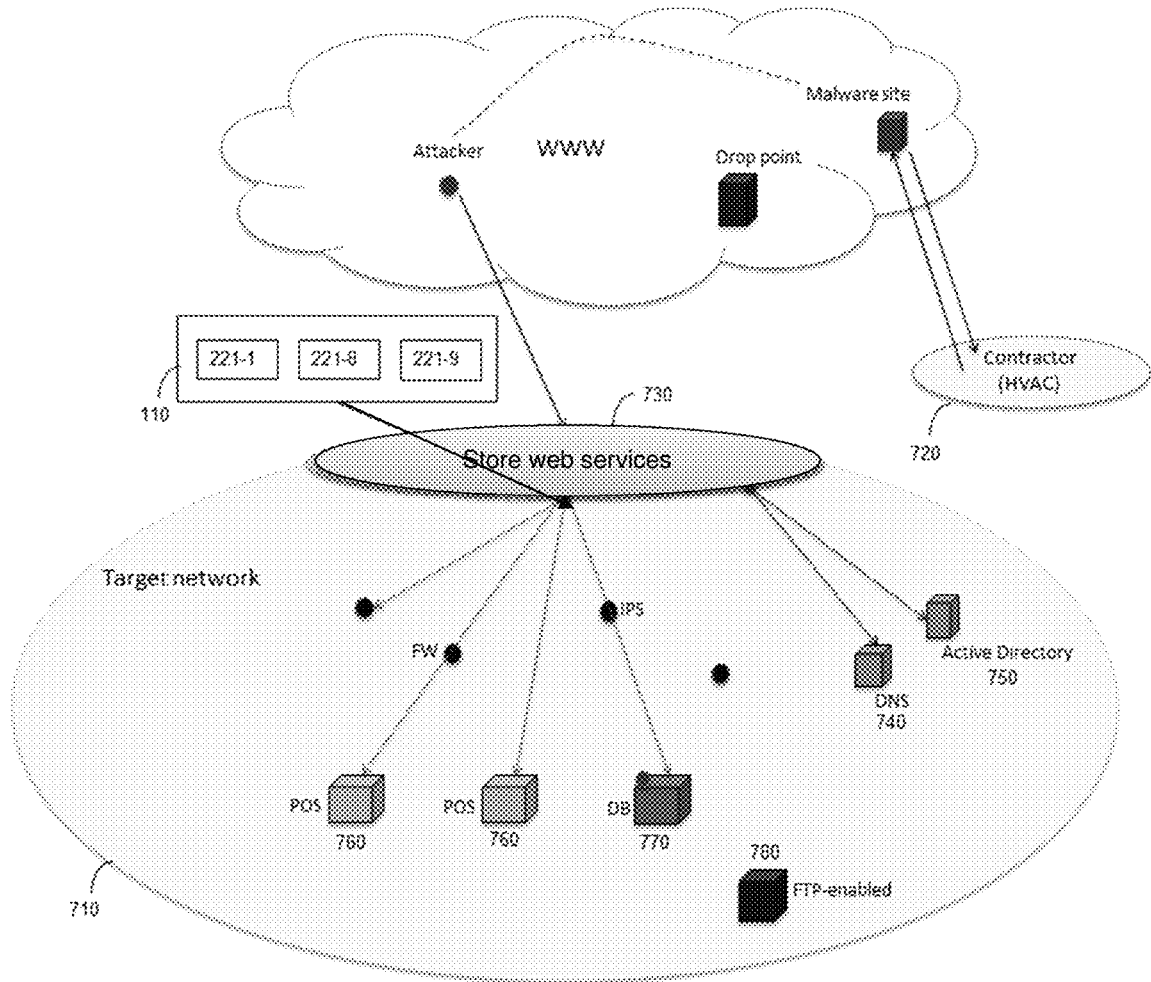 Malware site
Attacker
WWW
Drop point
221-1
221-8
221-9
110
Contractor
(HVAC)
720
730
Store web services
Target network
IPS
FW
Active Directory
750
DNS
740
POS
760
POS
760
DB
770
780
FTP-enabled
710